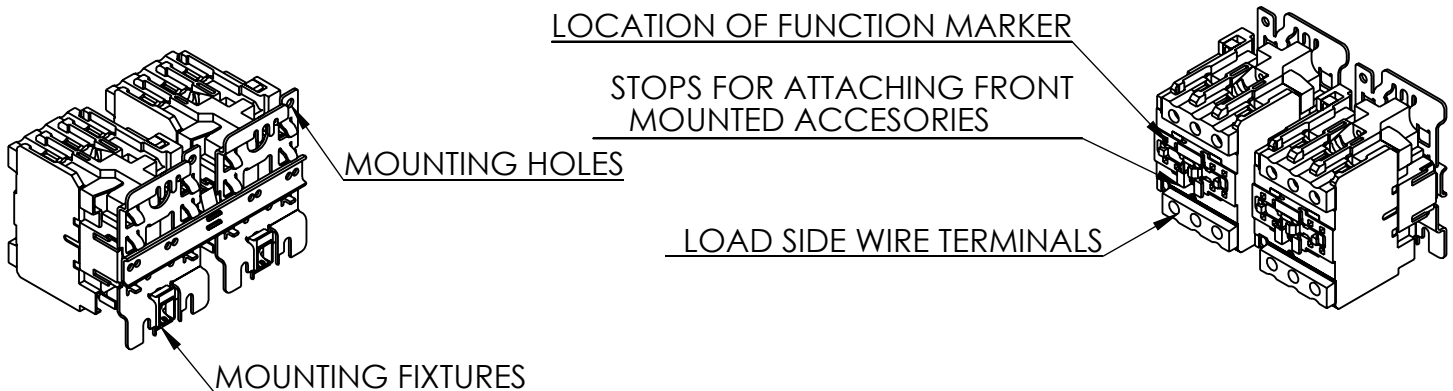 LOCATION OF FUNCTION MARKER
STOPS FOR ATTACHING FRONT
MOUNTED ACCESORIES
MOUNTING HOLES
LOAD SIDE WIRE TERMINALS
MOUNTING FIXTURES